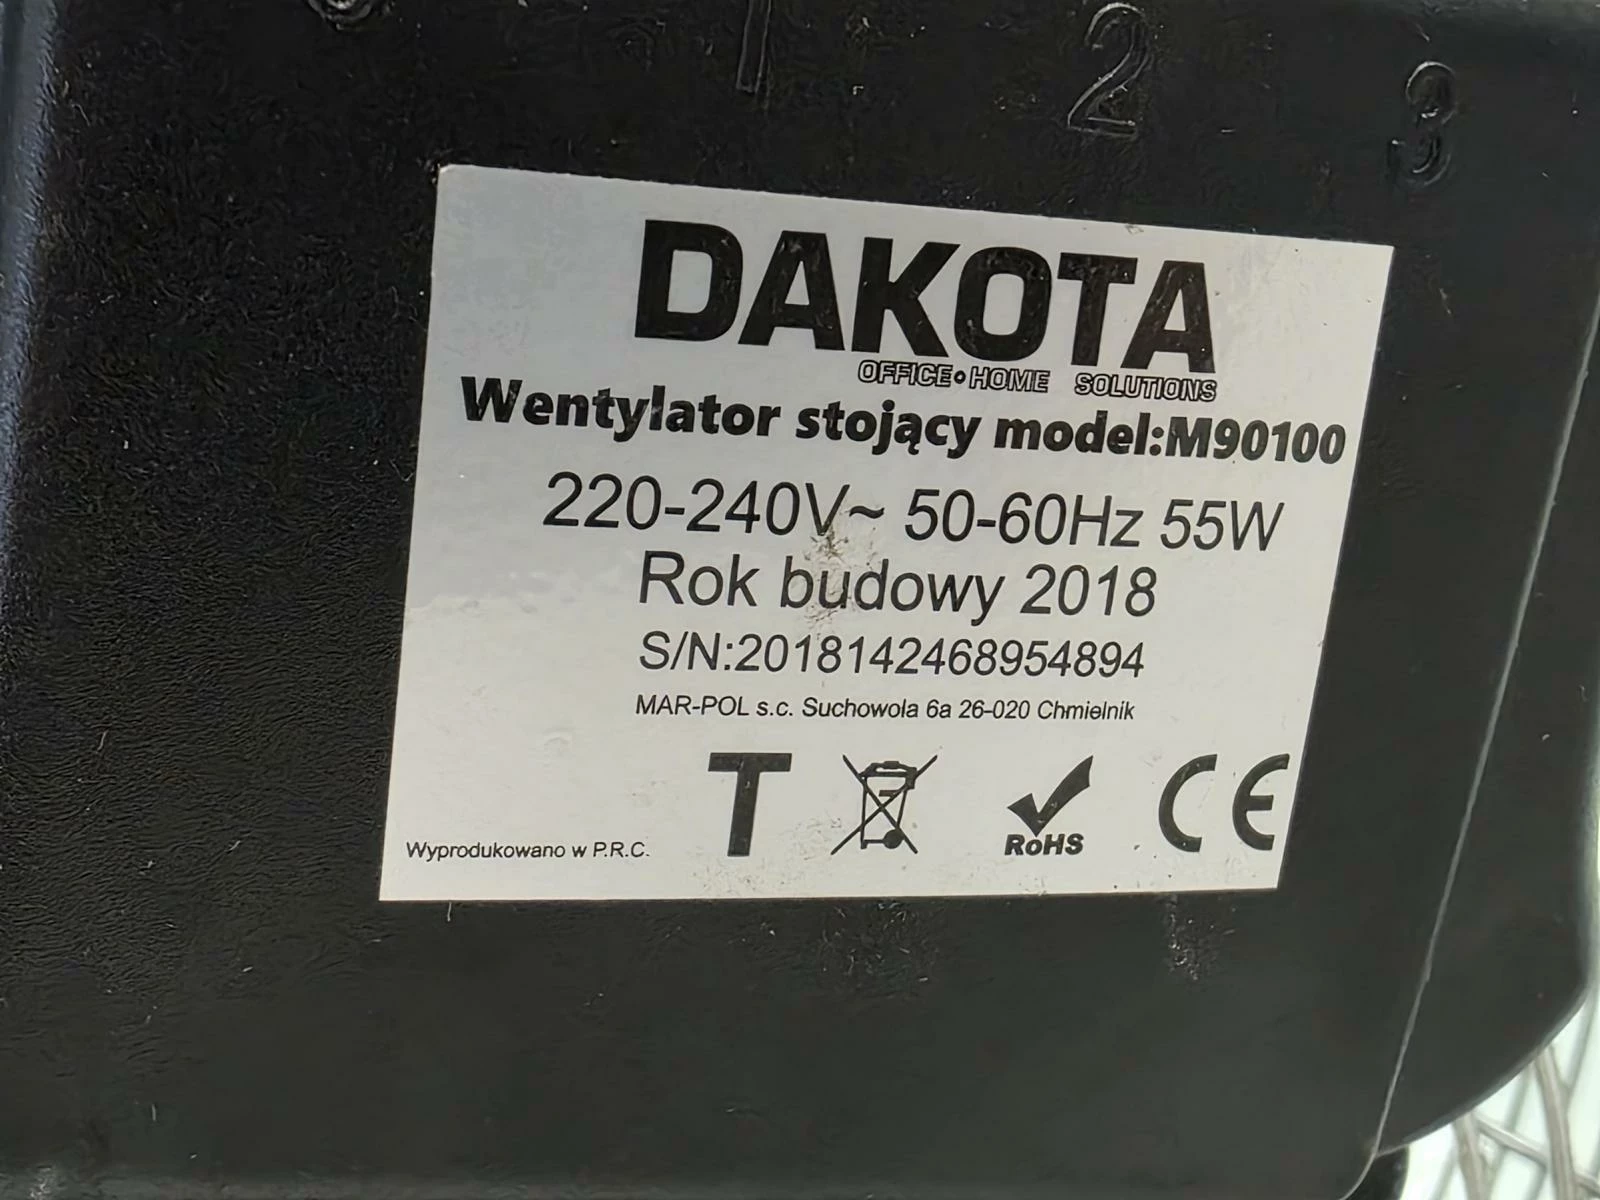 1 2 3
DAKOTA
OFFICE•HOME SOLUTIONS
Wentylator stojący model:M90100
220-240V~ 50-60Hz 55W
Rok budowy 2018
S/N:2018142468954894
MAR-POL s.c. Suchowola 6a 26-020 Chmielnik
T
RoHS
CE
Wyprodukowano w P.R.C.